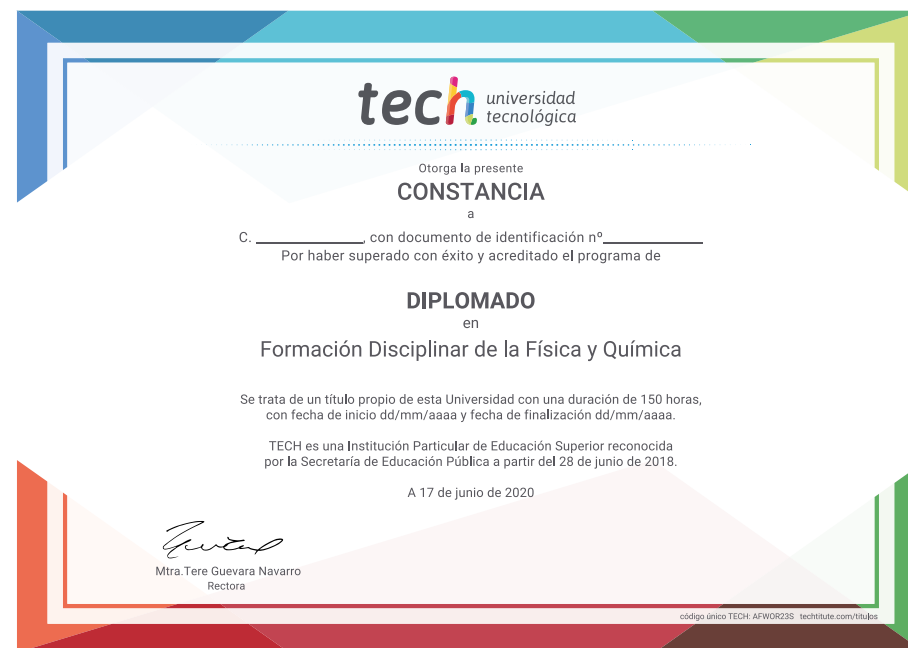 tech universidad
tecnológica
Otorga la presente
CONSTANCIA
a
C. ____________, con documento de identificación nº____________
Por haber superado con éxito y acreditado el programa de
DIPLOMADO
en
Formación Disciplinar de la Física y Química
Se trata de un título propio de esta Universidad con una duración de 150 horas,
con fecha de inicio dd/mm/aaaa y fecha de finalización dd/mm/aaaa.
TECH es una Institución Particular de Educación Superior reconocida
por la Secretaría de Educación Pública a partir del 28 de junio de 2018.
A 17 de junio de 2020
Mtra.Tere Guevara Navarro
Rectora
código único TECH: AFWOR23S techtitute.com/titulos